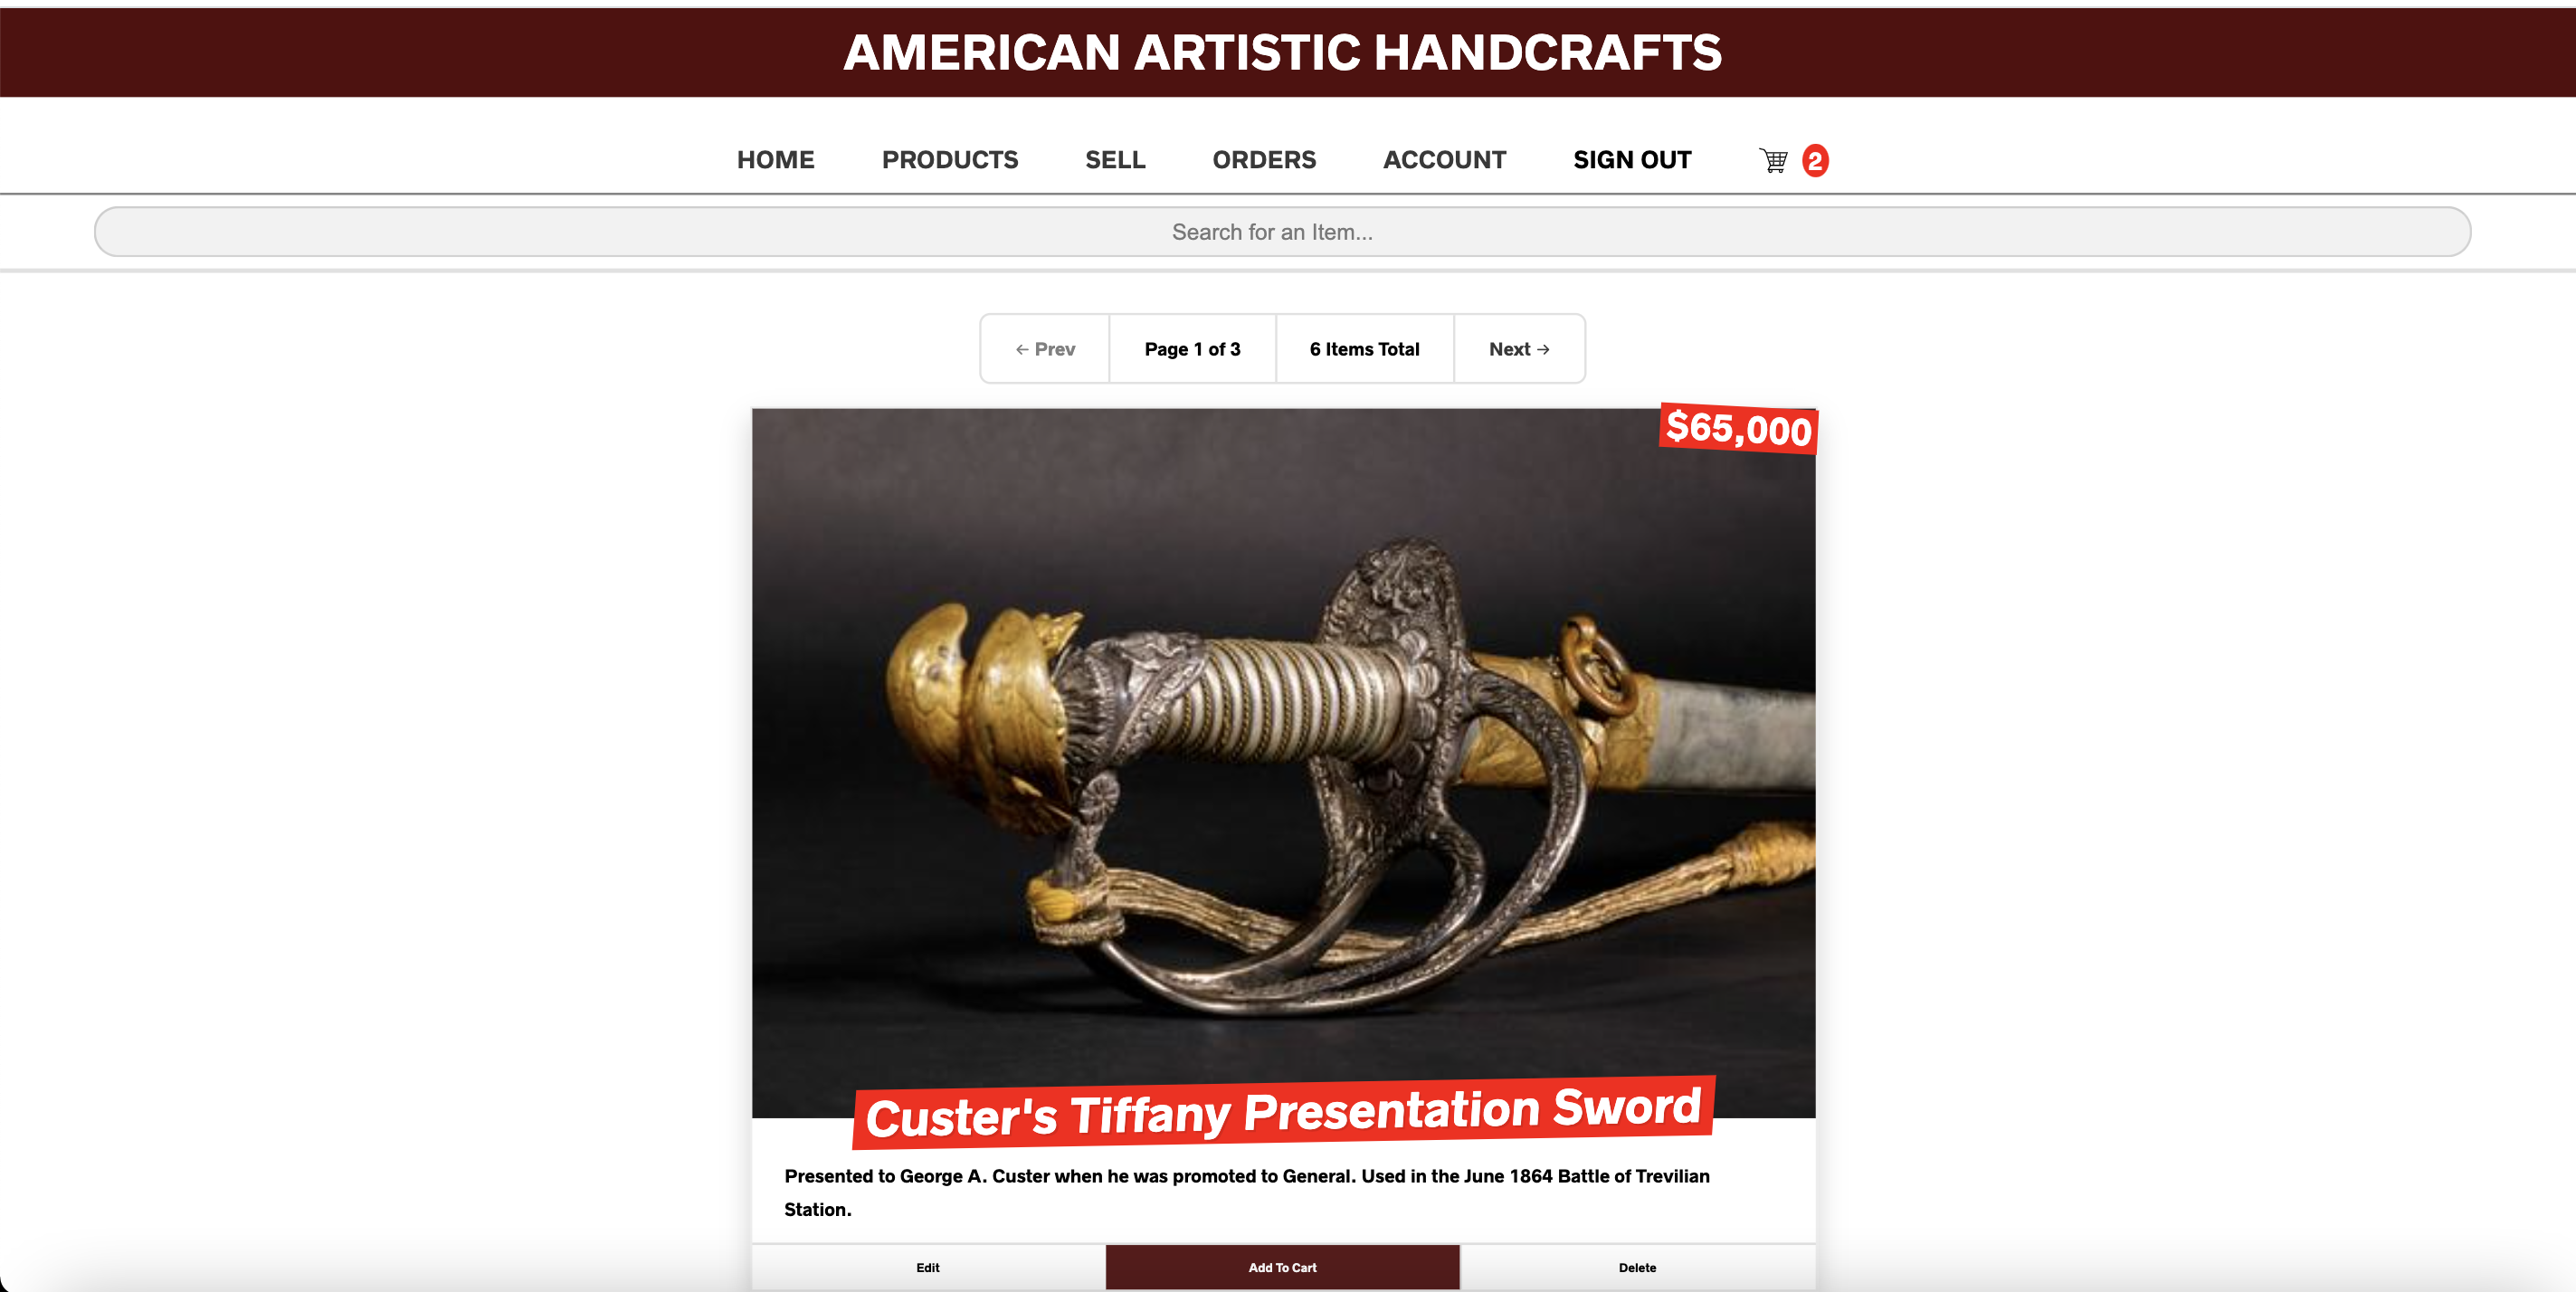 AMERICAN ARTISTIC HANDCRAFTS
HOME PRODUCTS SELL ORDERS ACCOUNT SIGN OUT 2
Search for an Item...
← Prev Page 1 of 3 6 Items Total Next →
$65,000
Custer's Tiffany Presentation Sword
Presented to George A. Custer when he was promoted to General. Used in the June 1864 Battle of Trevilian
Station.
Edit Add To Cart Delete